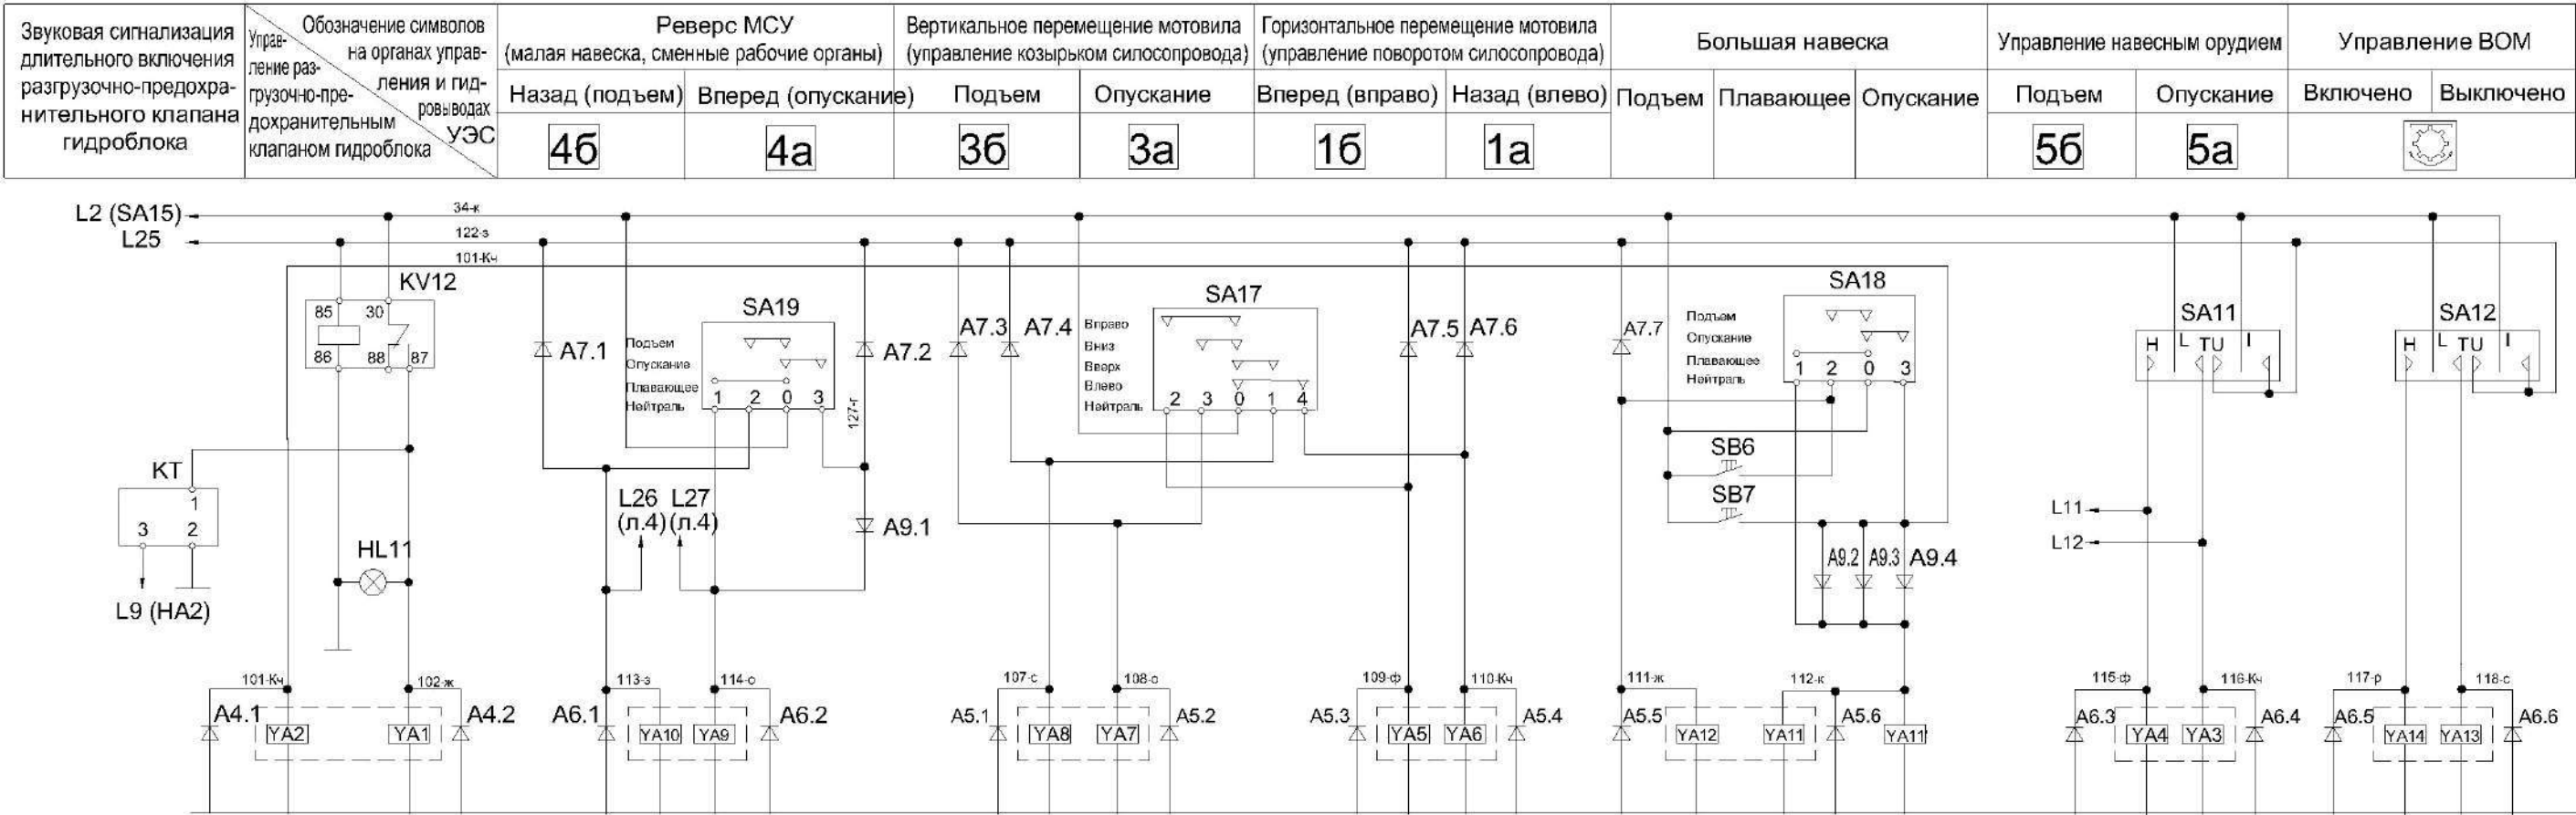 Звуковая сигнализация
длительного включения
разгрузочно-предохра-
нительного клапана
гидроблока
Обозначение символов
на органах управ-
ления и гид-
ровыводах
УЭС
Управ-
ление раз-
грузочно-пре-
дохранительным
клапаном гидроблока
Реверс МСУ
(малая навеска, сменные рабочие органы)
Назад (подъем)
Вперед (опускание)
4б
4а
Вертикальное перемещение мотовила
(управление козырьком силосопровода)
Подъем
Опускание
3б
3а
Горизонтальное перемещение мотовила
(управление поворотом силосопровода)
Вперед (вправо)
Назад (влево)
1б
1а
Большая навеска
Подъем
Плавающее
Опускание
Управление навесным орудием
Подъем
Опускание
5б
5а
Управление ВОМ
Включено
Выключено
L2 (SA15)
34-к
L25
122-з
101-Кч
KV12
85
30
86
88
87
KT
1
3
2
HL11
L9 (HA2)
A7.1
SA19
Подъем
Опускание
Плавающее
Нейтраль
1 2 0 3
127-г
A7.2
L26
(л.4)
L27
(л.4)
A9.1
A7.3
A7.4
SA17
Вправо
Вниз
Вверх
Влево
Нейтраль
2 3 0 1 4
A7.5
A7.6
A7.7
SA18
Подъем
Опускание
Плавающее
Нейтраль
1 2 0 3
SB6
SB7
A9.2
A9.3
A9.4
SA11
H L TU I
L11
L12
SA12
H L TU I
101-Кч
102-ж
A4.1
YA2
YA1
A4.2
113-з
114-о
A6.1
YA10
YA9
A6.2
107-с
108-о
A5.1
YA8
YA7
A5.2
109-ф
110-Кч
A5.3
YA5
YA6
A5.4
111-ж
112-к
A5.5
YA12
YA11
A5.6
YA11
115-ф
116-Кч
A6.3
YA4
YA3
A6.4
117-р
118-с
A6.5
YA14
YA13
A6.6